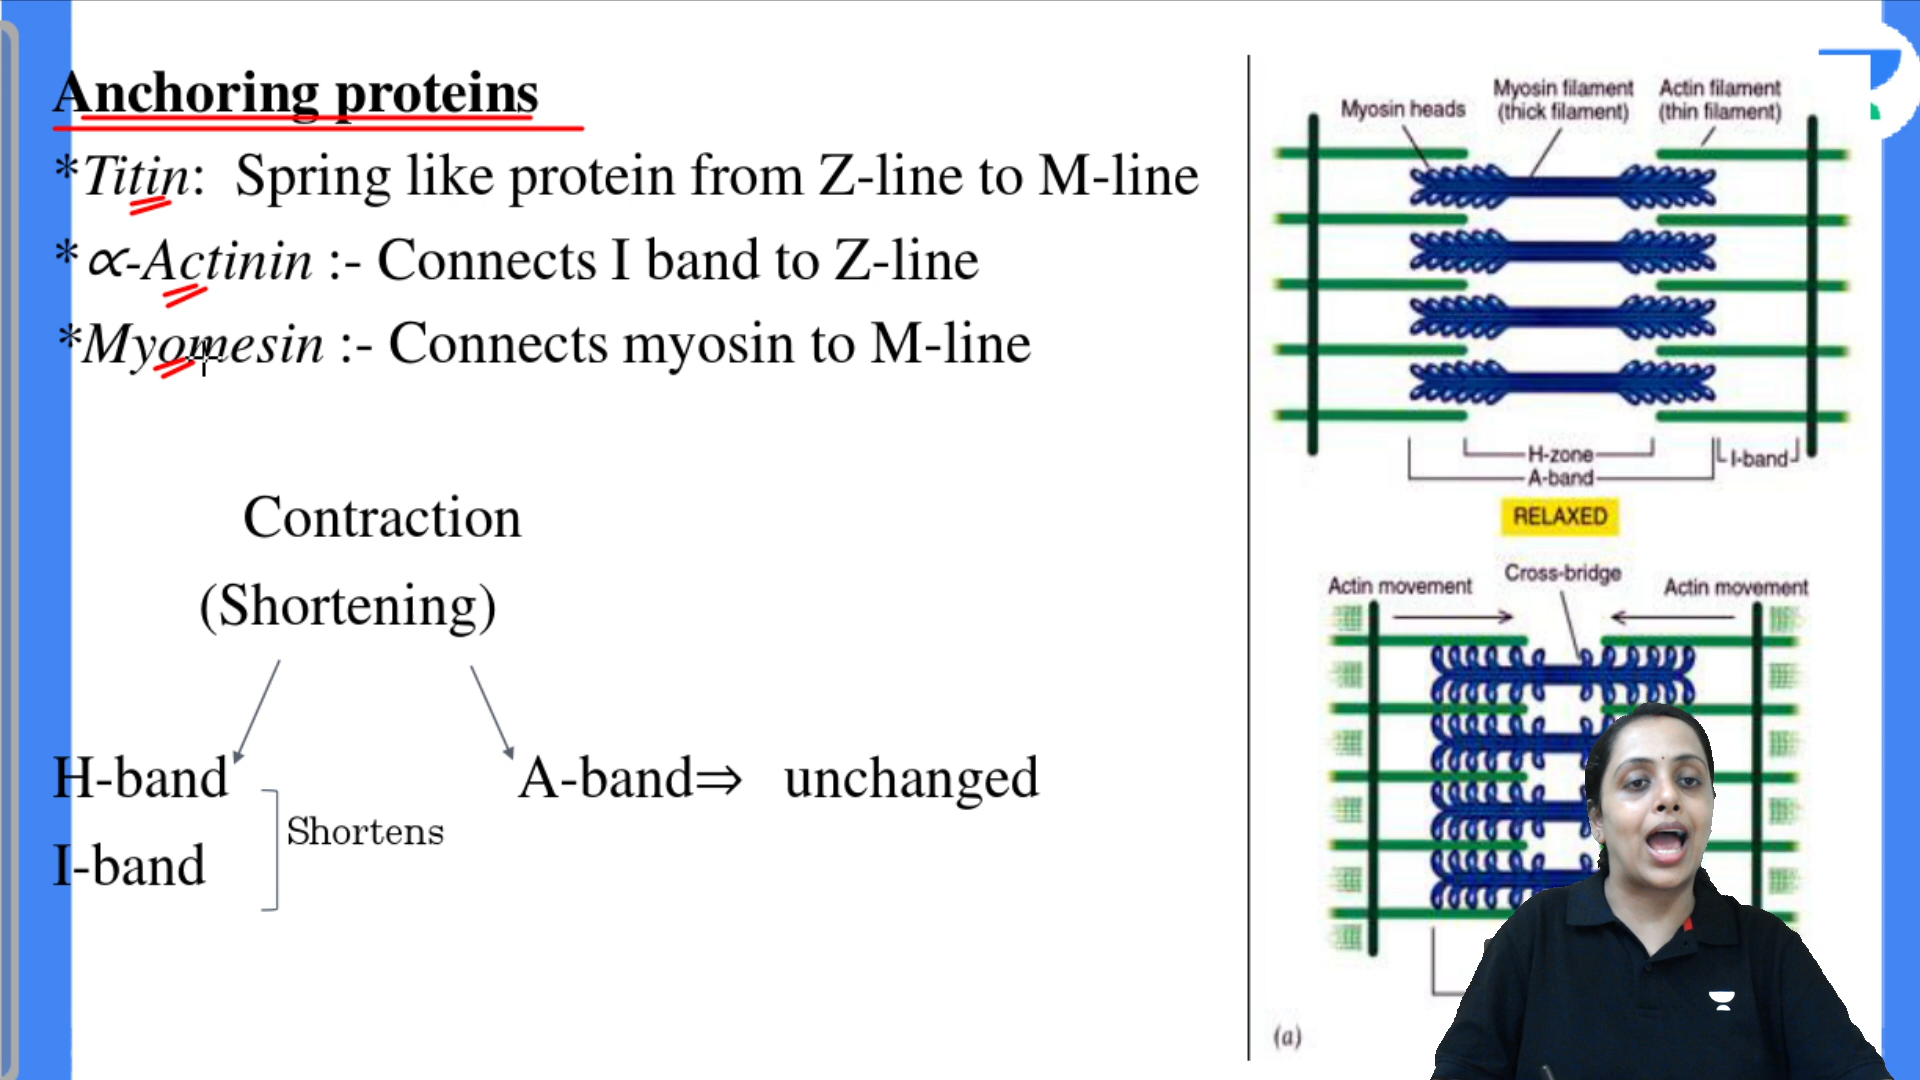 Anchoring proteins
*Titin: Spring like protein from Z-line to M-line
*∝-Actinin :- Connects I band to Z-line
*Myomesin :- Connects myosin to M-line
Contraction
(Shortening)
H-band
I-band
Shortens
A-band⇒ unchanged
Myosin heads
Myosin filament
(thick filament)
Actin filament
(thin filament)
H-zone
A-band
I-band
RELAXED
Actin movement
Cross-bridge
Actin movement
(a)